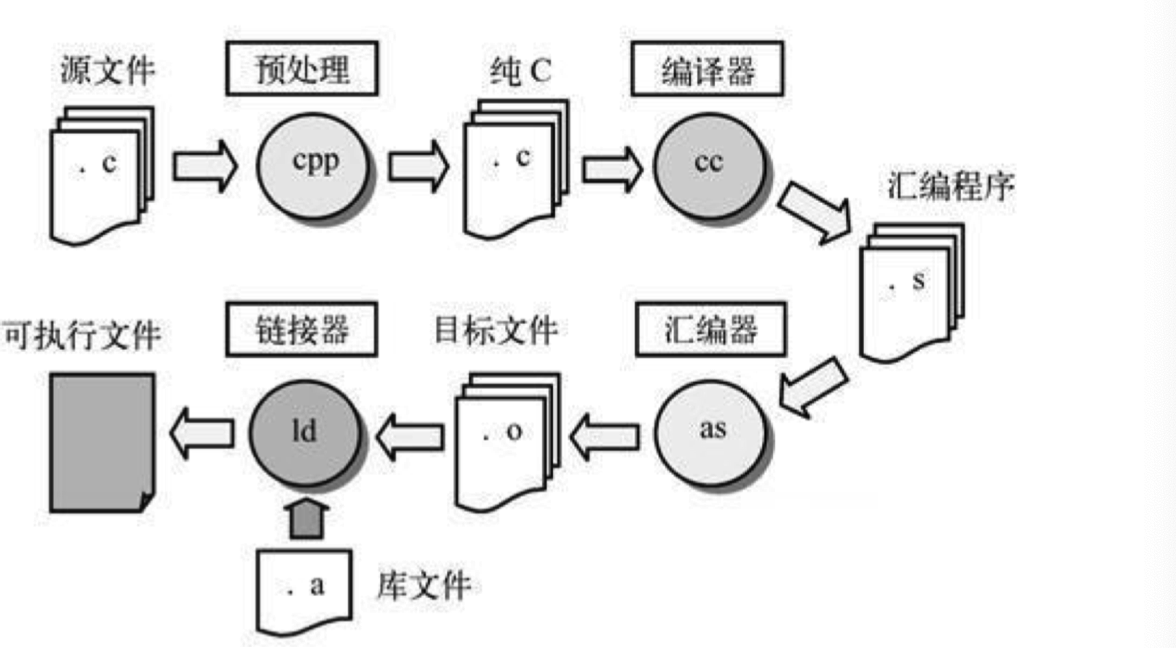 源文件
预处理
纯 C
编译器
. c
cpp
. c
cc
汇编程序
. s
可执行文件
链接器
目标文件
汇编器
ld
. o
as
. a
库文件